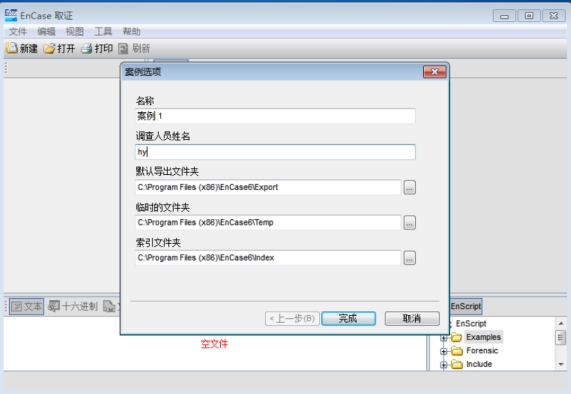 EnCase 取证
文件 编辑 视图 工具 帮助
新建 打开 打印 刷新
案例选项
名称
案例 1
调查人员姓名
hy
默认导出文件夹
C:\Program Files (x86)\EnCase6\Export
...
临时的文件夹
C:\Program Files (x86)\EnCase6\Temp
...
索引文件夹
C:\Program Files (x86)\EnCase6\Index
...
<上一步(B) 完成 取消
文本 十六进制
EnScript
EnScript
Examples
Forensic
Include
空文件